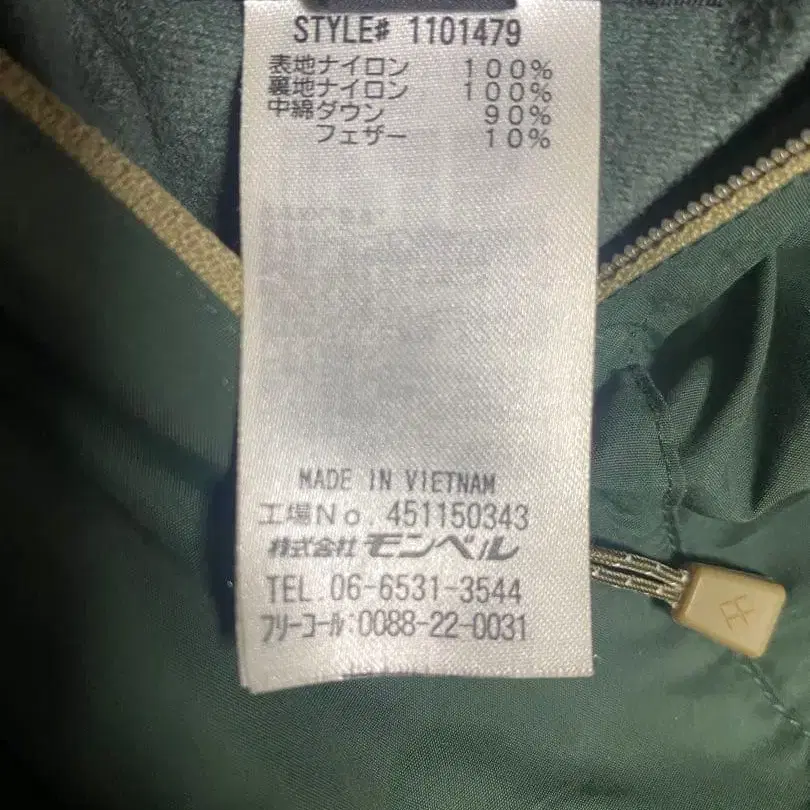 STYLE# 1101479
表地ナイロン 100%
裏地ナイロン 100%
中綿ダウン 90%
フェザー 10%
MADE IN VIETNAM
工場No. 451150343
株式会社 モンベル
TEL.06-6531-3544
フリーコール:0088-22-0031